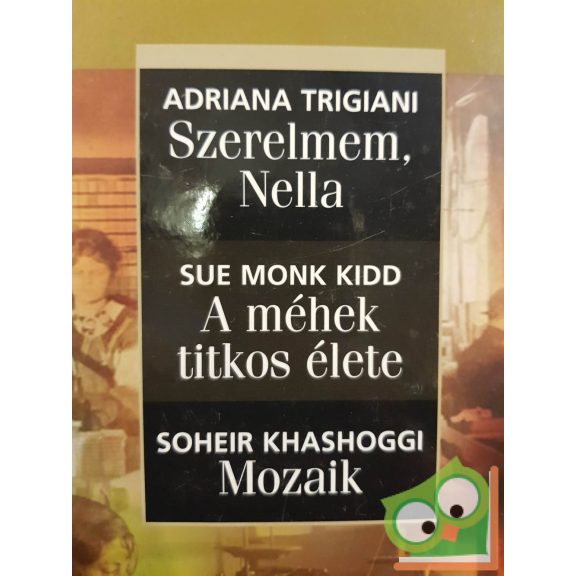 ADRIANA TRIGIANI
Szerelmem,
Nella
SUE MONK KIDD
A méhek
titkos élete
SOHEIR KHASHOGGI
Mozaik